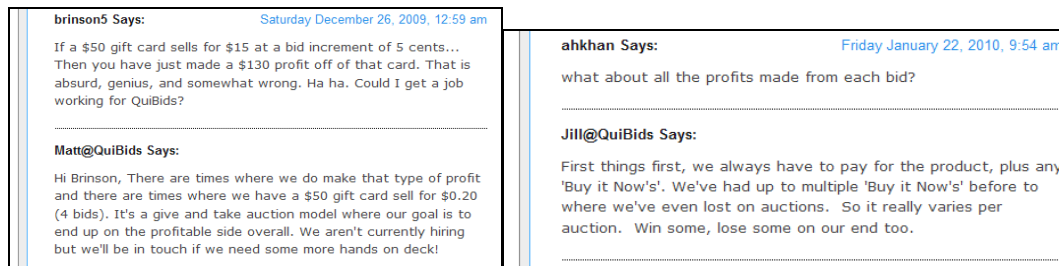 brinson5 Says: Saturday December 26, 2009, 12:59 am
If a $50 gift card sells for $15 at a bid increment of 5 cents...
Then you have just made a $130 profit off of that card. That is
absurd, genius, and somewhat wrong. Ha ha. Could I get a job
working for QuiBids?
Matt@QuiBids Says:
Hi Brinson, There are times where we do make that type of profit
and there are times where we have a $50 gift card sell for $0.20
(4 bids). It's a give and take auction model where our goal is to
end up on the profitable side overall. We aren't currently hiring
but we'll be in touch if we need some more hands on deck!
ahkhan Says: Friday January 22, 2010, 9:54 am
what about all the profits made from each bid?
Jill@QuiBids Says:
First things first, we always have to pay for the product, plus any
'Buy it Now's'. We've had up to multiple 'Buy it Now's' before to
where we've even lost on auctions. So it really varies per
auction. Win some, lose some on our end too.